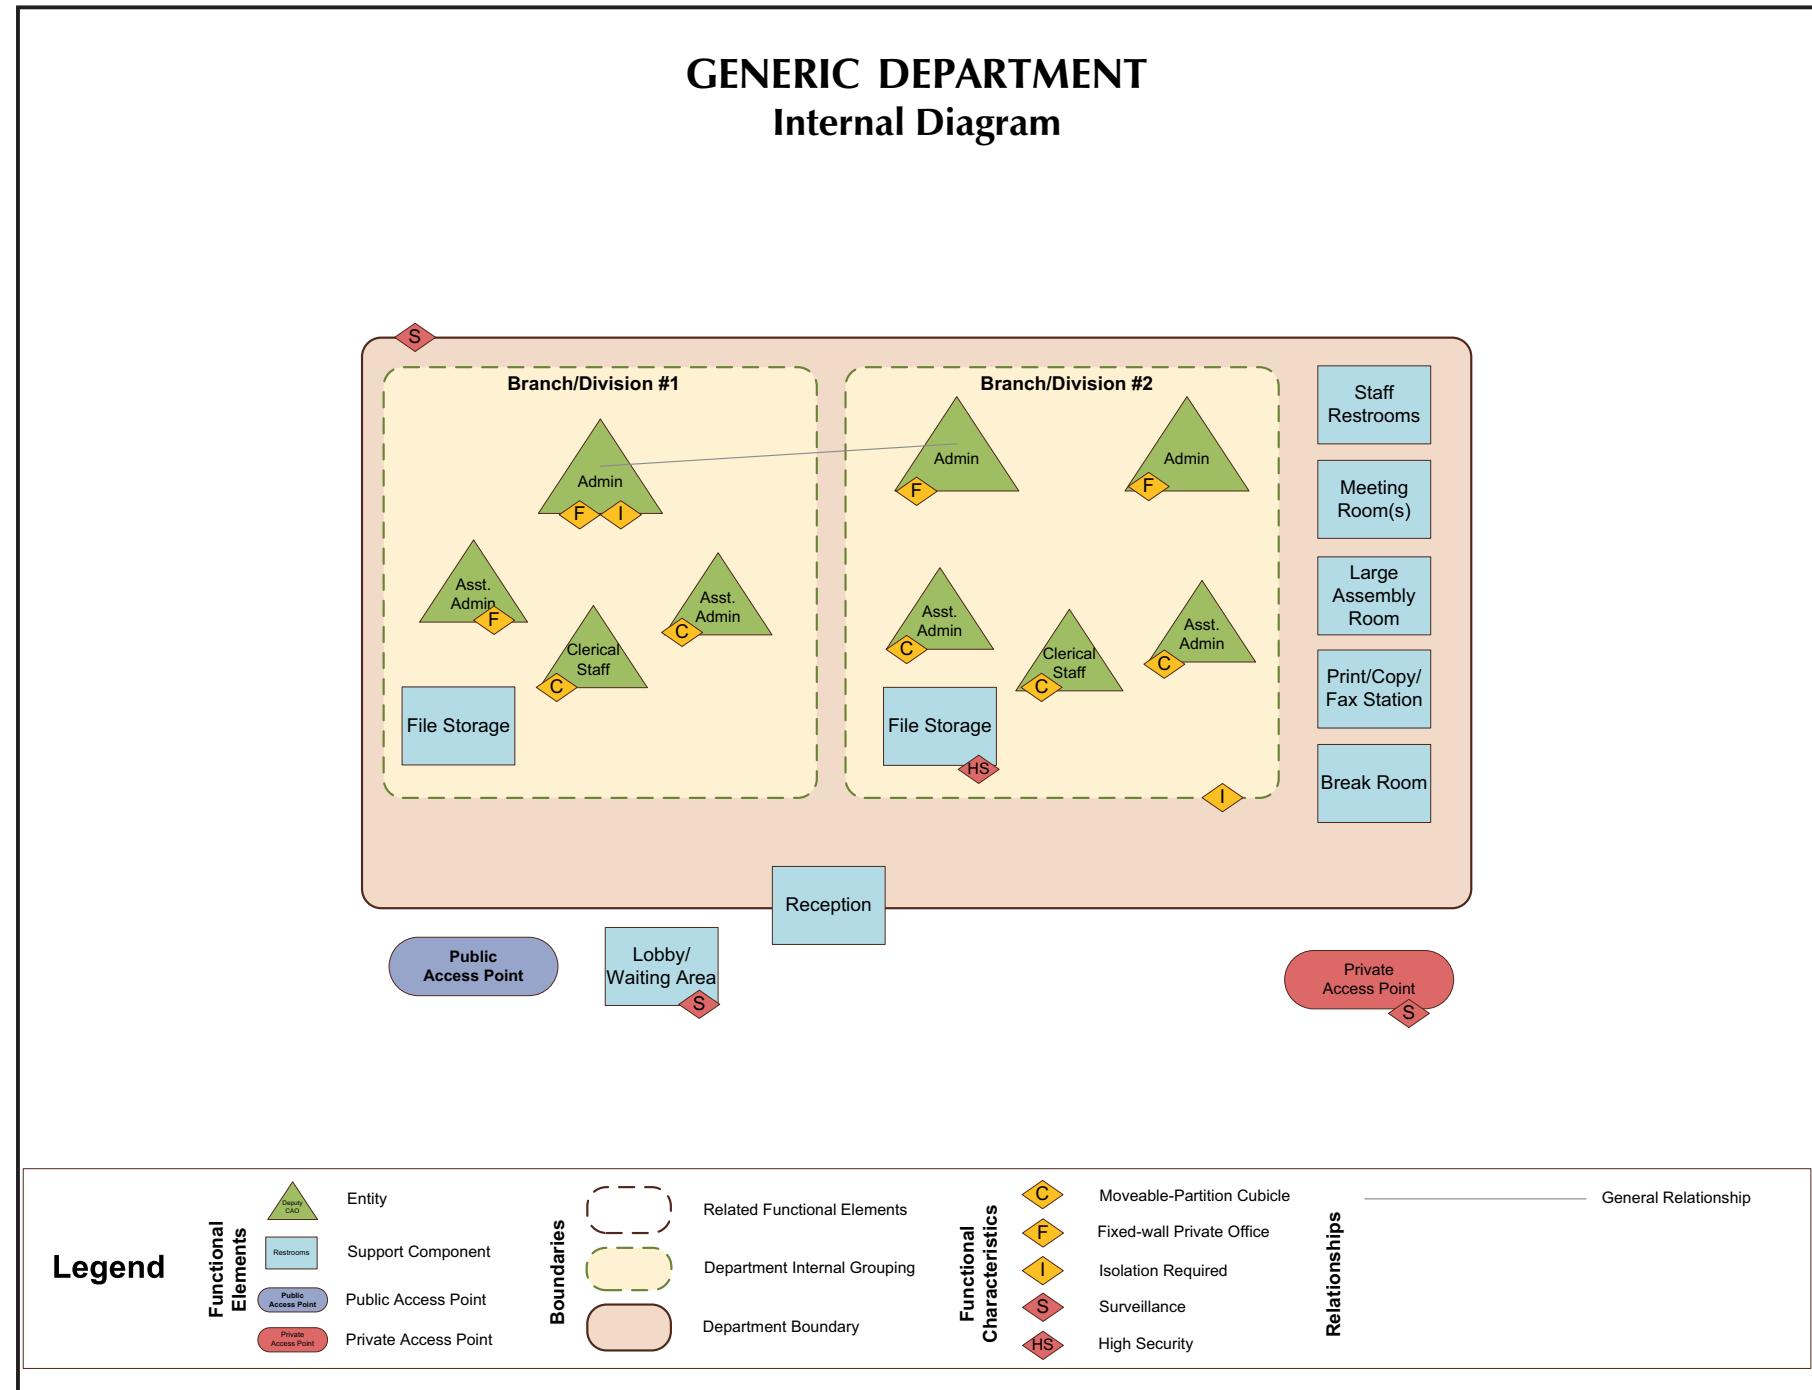 GENERIC DEPARTMENT
Internal Diagram
S
Branch/Division #1
Branch/Division #2
Admin
F
I
Admin
F
Admin
F
Asst.
Admin
F
Asst.
Admin
C
Clerical
Staff
C
File Storage
Asst.
Admin
C
Clerical
Staff
C
Asst.
Admin
C
File Storage
HS
I
Staff
Restrooms
Meeting
Room(s)
Large
Assembly
Room
Print/Copy/
Fax Station
Break Room
Reception
Public
Access Point
Lobby/
Waiting Area
S
Private
Access Point
S
Legend
Functional
Elements
Deputy
CAO
Entity
Restrooms
Support Component
Public
Access Point
Public Access Point
Private
Access Point
Private Access Point
Boundaries
Related Functional Elements
Department Internal Grouping
Department Boundary
Functional
Characteristics
C
Moveable-Partition Cubicle
F
Fixed-wall Private Office
I
Isolation Required
S
Surveillance
HS
High Security
Relationships
General Relationship